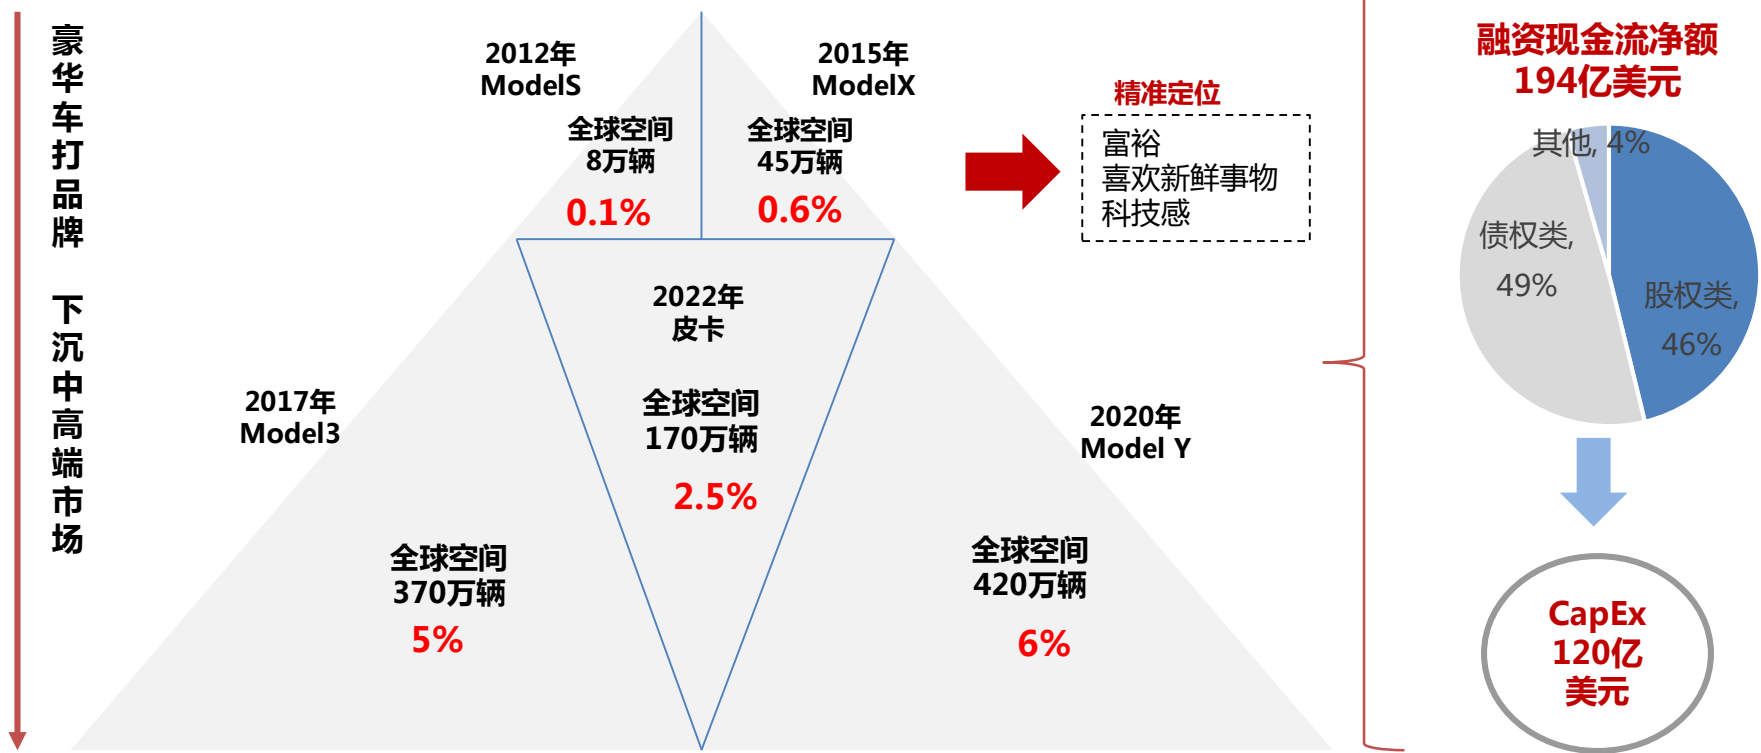 豪华车打品牌 下沉中高端市场
2012年
ModelS
全球空间
8万辆
0.1%
2015年
ModelX
全球空间
45万辆
0.6%
精准定位
富裕
喜欢新鲜事物
科技感
2022年
皮卡
全球空间
170万辆
2.5%
2017年
Model3
全球空间
370万辆
5%
2020年
Model Y
全球空间
420万辆
6%
融资现金流净额
194亿美元
其他, 4%
债权类,
49%
股权类,
46%
CapEx
120亿
美元